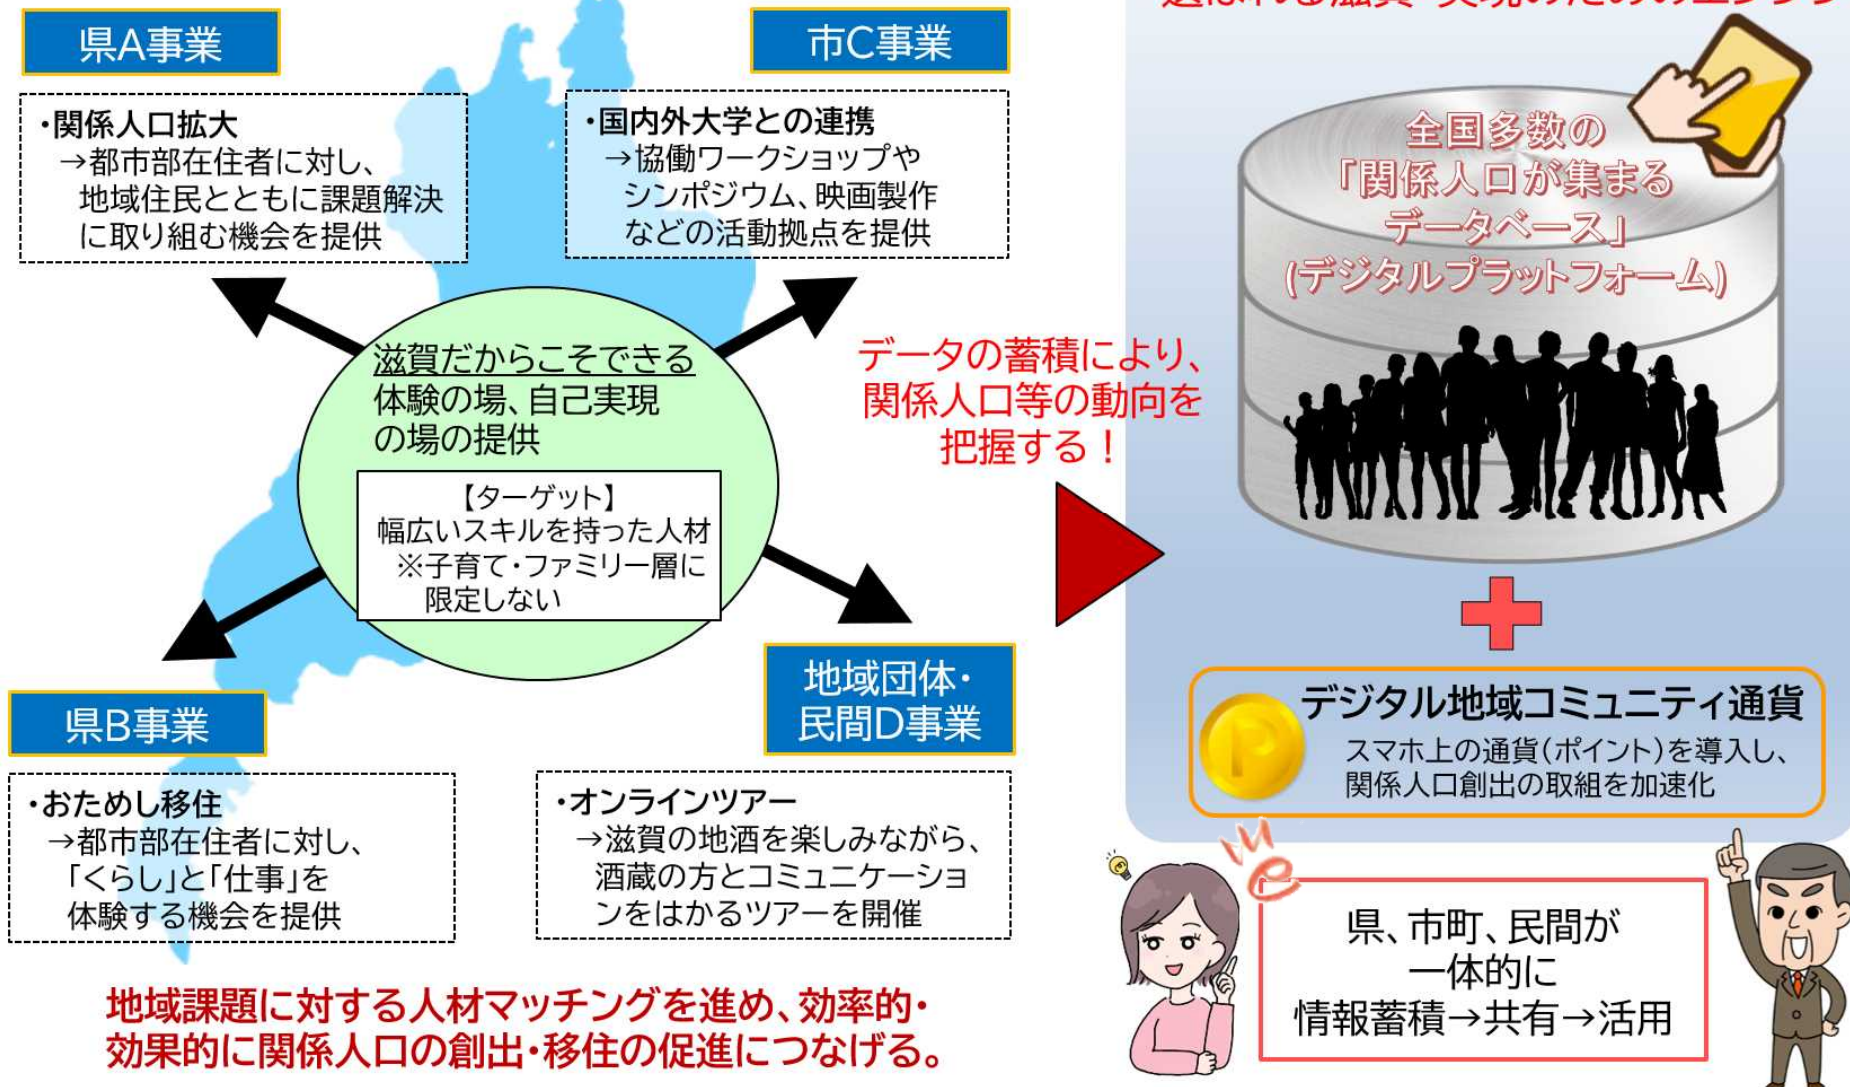 県A事業
・関係人口拡大
→都市部在住者に対し、
地域住民とともに課題解決
に取り組む機会を提供
市C事業
・国内外大学との連携
→協働ワークショップや
シンポジウム、映画製作
などの活動拠点を提供
滋賀だからこそできる
体験の場、自己実現
の場の提供
【ターゲット】
幅広いスキルを持った人材
※子育て・ファミリー層に
限定しない
県B事業
・おためし移住
→都市部在住者に対し、
「くらし」と「仕事」を
体験する機会を提供
地域団体・
民間D事業
・オンラインツアー
→滋賀の地酒を楽しみながら、
酒蔵の方とコミュニケーショ
ンをはかるツアーを開催
地域課題に対する人材マッチングを進め、効率的・
効果的に関係人口の創出・移住の促進につなげる。
データの蓄積により、
関係人口等の動向を
把握する！
全国多数の
「関係人口が集まる
データベース」
(デジタルプラットフォーム)
P
デジタル地域コミュニティ通貨
スマホ上の通貨(ポイント)を導入し、
関係人口創出の取組を加速化
Me
県、市町、民間が
一体的に
情報蓄積→共有→活用